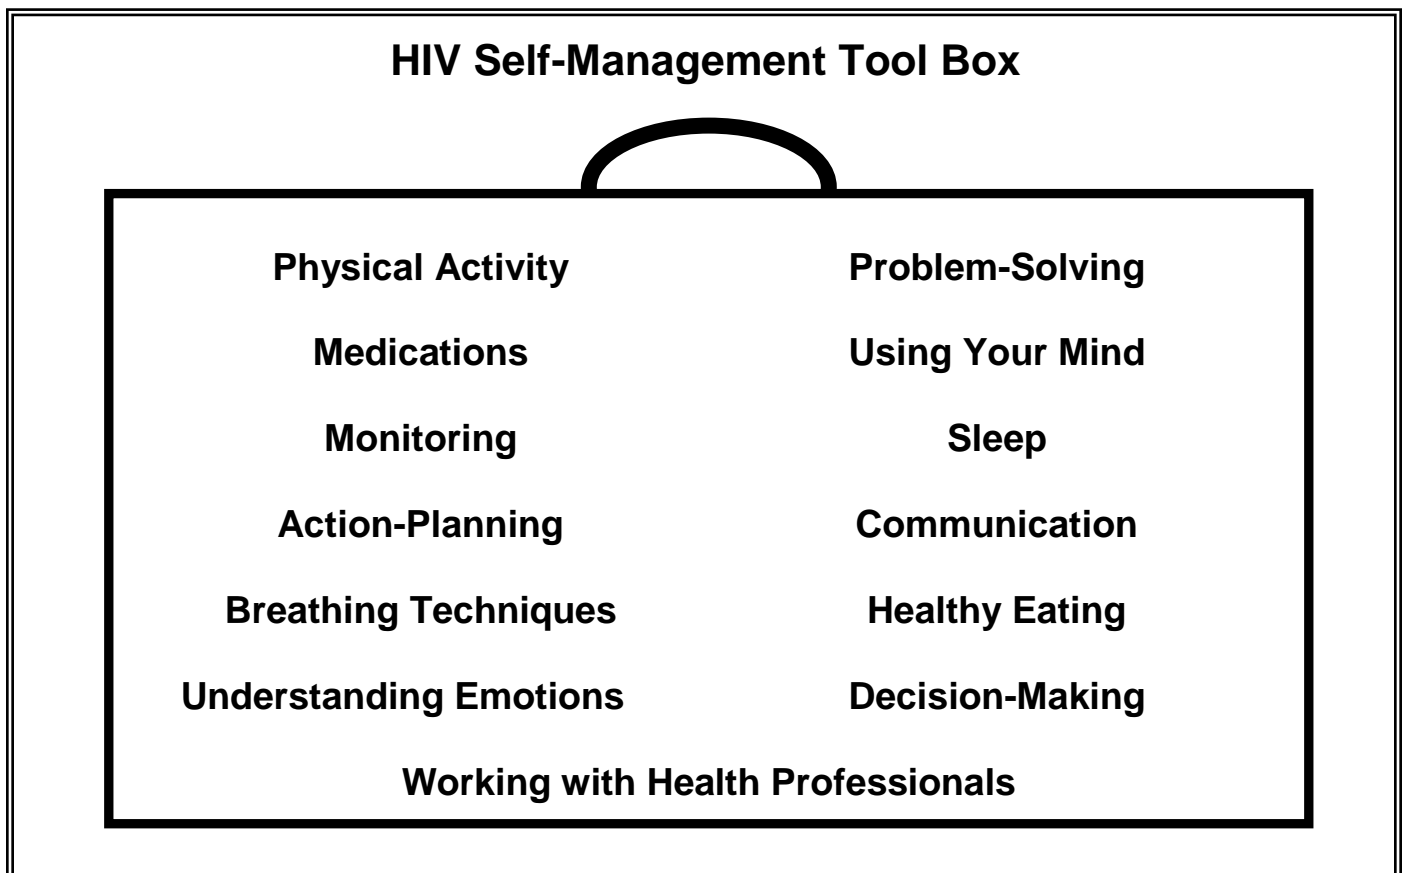 HIV Self-Management Tool Box
Physical Activity Problem-Solving
Medications Using Your Mind
Monitoring Sleep
Action-Planning Communication
Breathing Techniques Healthy Eating
Understanding Emotions Decision-Making
Working with Health Professionals